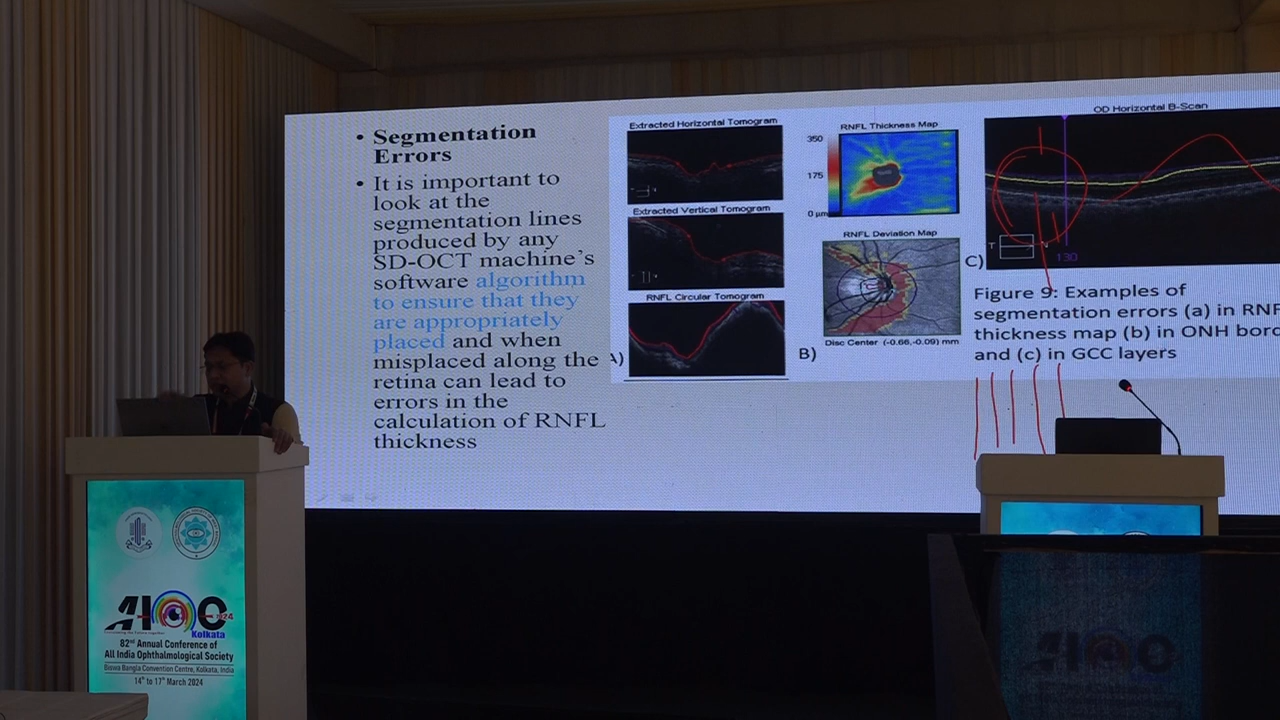 • Segmentation
Errors
• It is important to
look at the
segmentation lines
produced by any
SD-OCT machine's
software algorithm
to ensure that they
are appropriately
placed and when
misplaced along the
retina can lead to
errors in the
calculation of RNFL
thickness
Extracted Horizontal Tomogram
Extracted Vertical Tomogram
RNFL Circular Tomogram
A)
RNFL Thickness Map
350
175
0 µm
RNFL Deviation Map
Disc Center (-0.66,-0.09) mm
B)
OD Horizontal B-Scan
T
N
130
C)
Figure 9: Examples of
segmentation errors (a) in RNF
thickness map (b) in ONH bord
and (c) in GCC layers
AIOC 2024
Kolkata
82nd Annual Conference of
All India Ophthalmological Society
Biswa Bangla Convention Centre, Kolkata, India
14th to 17th March 2024
AIOC